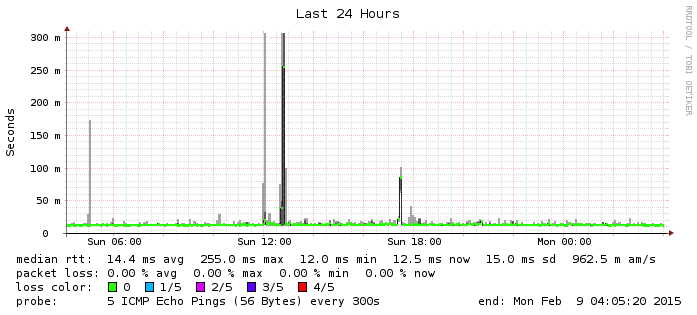 Last 24 Hours
RRDTOOL / TOBI OETIKER
Seconds
300 m
250 m
200 m
150 m
100 m
50 m
0
Sun 06:00 Sun 12:00 Sun 18:00 Mon 00:00
median rtt: 14.4 ms avg 255.0 ms max 12.0 ms min 12.5 ms now 15.0 ms sd 962.5 m am/s
packet loss: 0.00 % avg 0.00 % max 0.00 % min 0.00 % now
loss color: 0 1/5 2/5 3/5 4/5
probe: 5 ICMP Echo Pings (56 Bytes) every 300s end: Mon Feb 9 04:05:20 2015